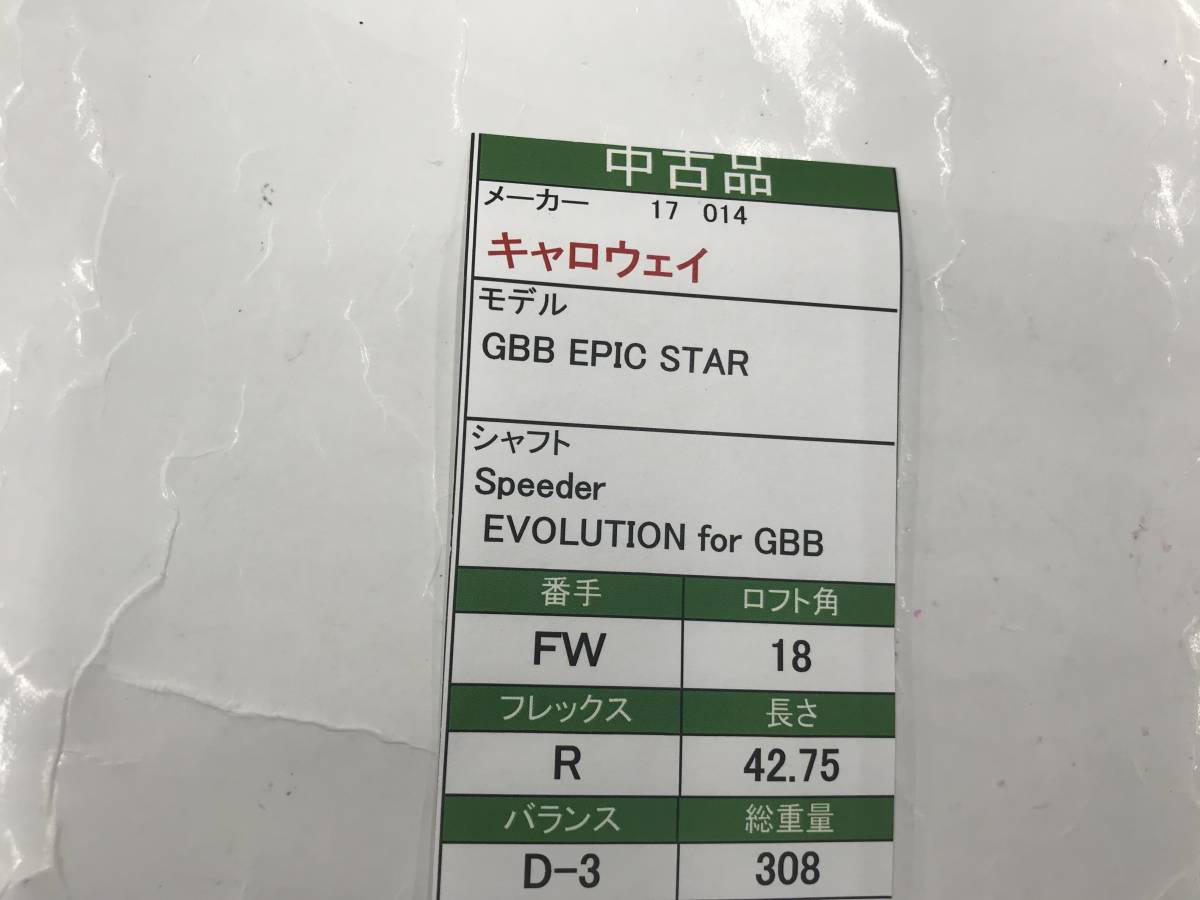 中古品
メーカー 17 014
キャロウェイ
モデル
GBB EPIC STAR
シャフト
Speeder
EVOLUTION for GBB
番手 ロフト角
FW 18
フレックス 長さ
R 42.75
バランス 総重量
D-3 308